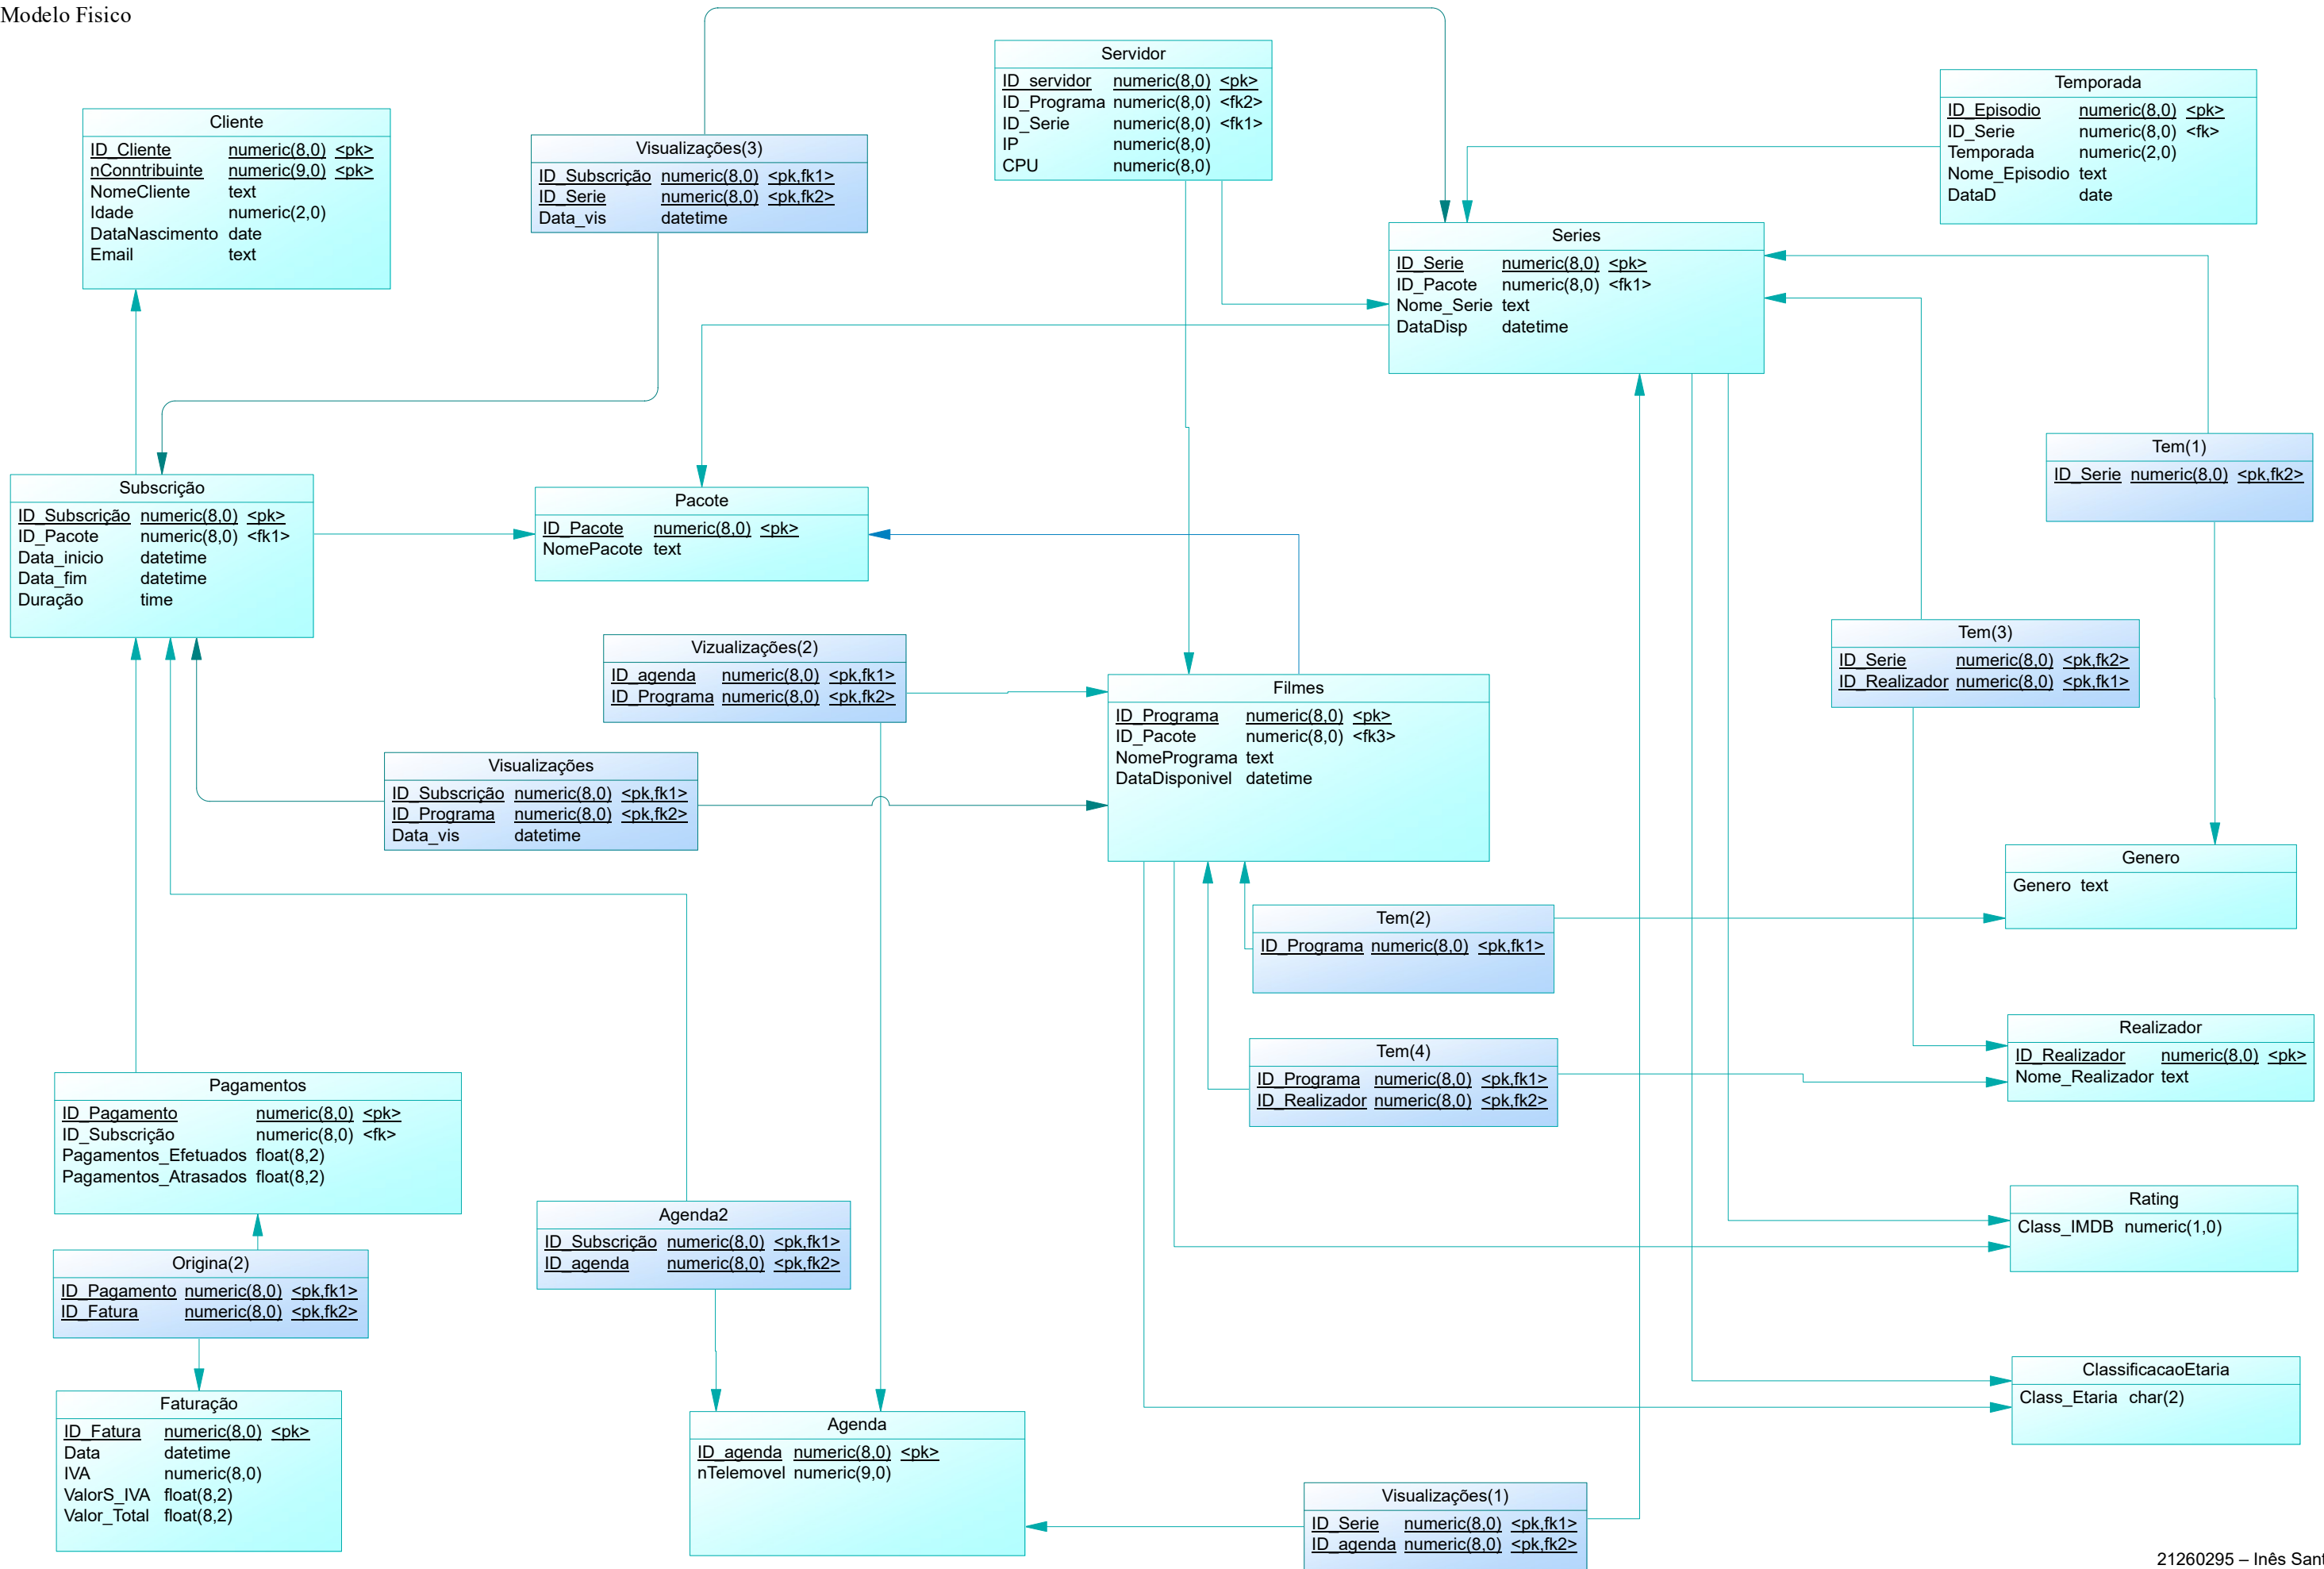 Modelo Fisico
Servidor
ID_servidor numeric(8,0) <pk>
ID_Programa numeric(8,0) <fk2>
ID_Serie numeric(8,0) <fk1>
IP numeric(8,0)
CPU numeric(8,0)
Temporada
ID_Episodio numeric(8,0) <pk>
ID_Serie numeric(8,0) <fk>
Temporada numeric(2,0)
Nome_Episodio text
DataD date
Cliente
ID_Cliente numeric(8,0) <pk>
nConntribuinte numeric(9,0) <pk>
NomeCliente text
Idade numeric(2,0)
DataNascimento date
Email text
Visualizações(3)
ID_Subscrição numeric(8,0) <pk,fk1>
ID_Serie numeric(8,0) <pk,fk2>
Data_vis datetime
Series
ID_Serie numeric(8,0) <pk>
ID_Pacote numeric(8,0) <fk1>
Nome_Serie text
DataDisp datetime
Tem(1)
ID_Serie numeric(8,0) <pk,fk2>
Subscrição
ID_Subscrição numeric(8,0) <pk>
ID_Pacote numeric(8,0) <fk1>
Data_inicio datetime
Data_fim datetime
Duração time
Pacote
ID_Pacote numeric(8,0) <pk>
NomePacote text
Tem(3)
ID_Serie numeric(8,0) <pk,fk2>
ID_Realizador numeric(8,0) <pk,fk1>
Vizualizações(2)
ID_agenda numeric(8,0) <pk,fk1>
ID_Programa numeric(8,0) <pk,fk2>
Filmes
ID_Programa numeric(8,0) <pk>
ID_Pacote numeric(8,0) <fk3>
NomePrograma text
DataDisponivel datetime
Visualizações
ID_Subscrição numeric(8,0) <pk,fk1>
ID_Programa numeric(8,0) <pk,fk2>
Data_vis datetime
Genero
Genero text
Tem(2)
ID_Programa numeric(8,0) <pk,fk1>
Realizador
ID_Realizador numeric(8,0) <pk>
Nome_Realizador text
Tem(4)
ID_Programa numeric(8,0) <pk,fk1>
ID_Realizador numeric(8,0) <pk,fk2>
Pagamentos
ID_Pagamento numeric(8,0) <pk>
ID_Subscrição numeric(8,0) <fk>
Pagamentos_Efetuados float(8,2)
Pagamentos_Atrasados float(8,2)
Rating
Class_IMDB numeric(1,0)
Agenda2
ID_Subscrição numeric(8,0) <pk,fk1>
ID_agenda numeric(8,0) <pk,fk2>
Origina(2)
ID_Pagamento numeric(8,0) <pk,fk1>
ID_Fatura numeric(8,0) <pk,fk2>
ClassificacaoEtaria
Class_Etaria char(2)
Faturação
ID_Fatura numeric(8,0) <pk>
Data datetime
IVA numeric(8,0)
ValorS_IVA float(8,2)
Valor_Total float(8,2)
Agenda
ID_agenda numeric(8,0) <pk>
nTelemovel numeric(9,0)
Visualizações(1)
ID_Serie numeric(8,0) <pk,fk1>
ID_agenda numeric(8,0) <pk,fk2>
21260295 – Inês Sant